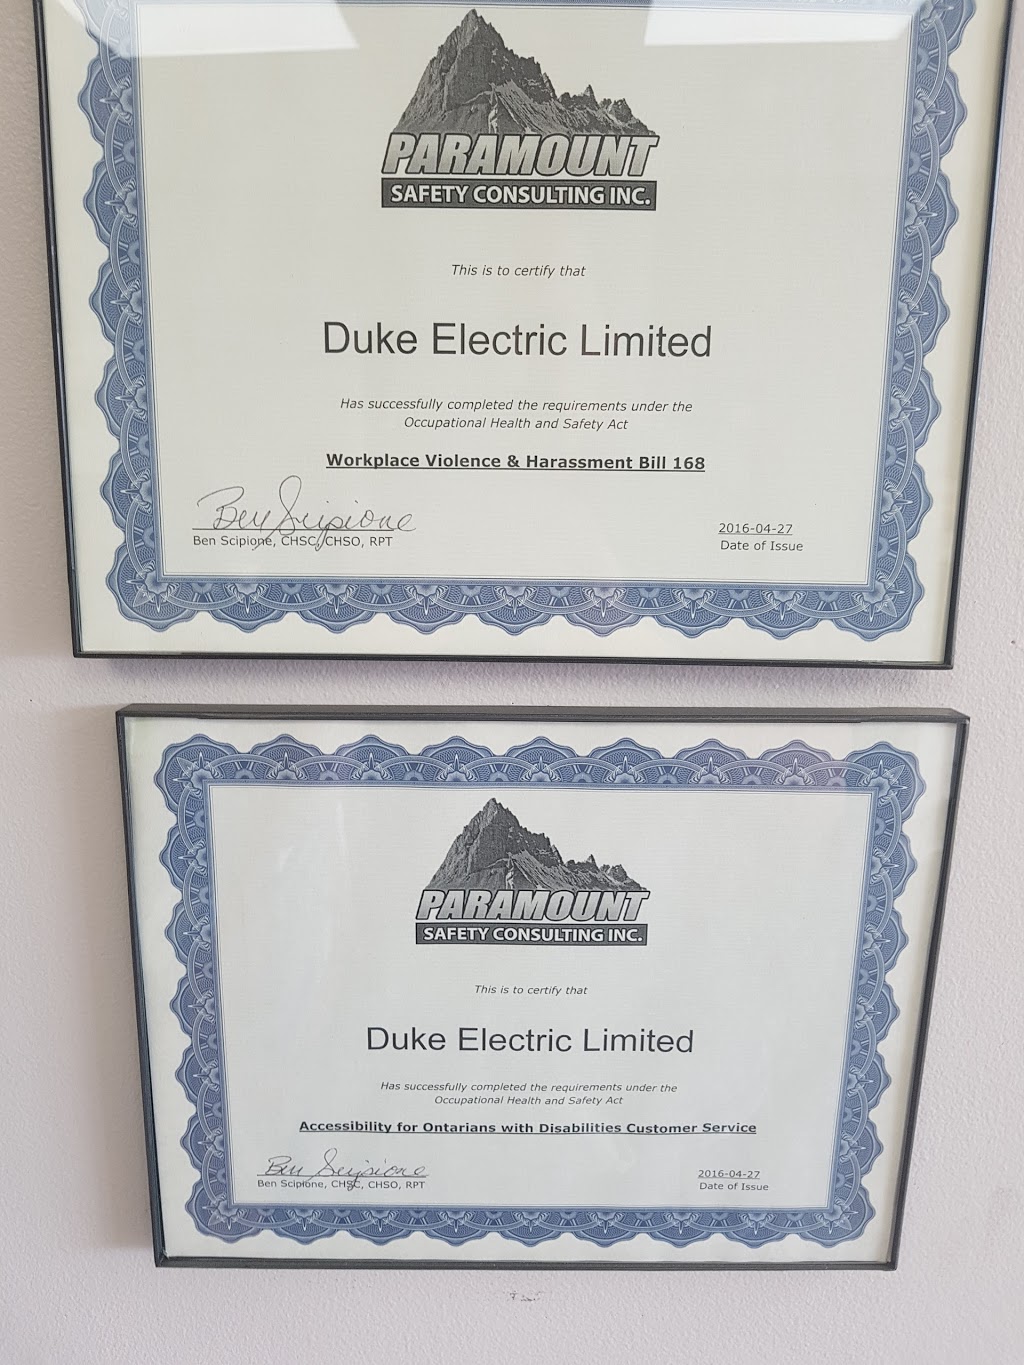 PARAMOUNT
SAFETY CONSULTING INC.
This is to certify that
Duke Electric Limited
Has successfully completed the requirements under the
Occupational Health and Safety Act
Workplace Violence & Harassment Bill 168
Ben Scipione
Ben Scipione, CHSC, CHSO, RPT
2016-04-27
Date of Issue
PARAMOUNT
SAFETY CONSULTING INC.
This is to certify that
Duke Electric Limited
Has successfully completed the requirements under the
Occupational Health and Safety Act
Accessibility for Ontarians with Disabilities Customer Service
Ben Scipione
Ben Scipione, CHSC, CHSO, RPT
2016-04-27
Date of Issue